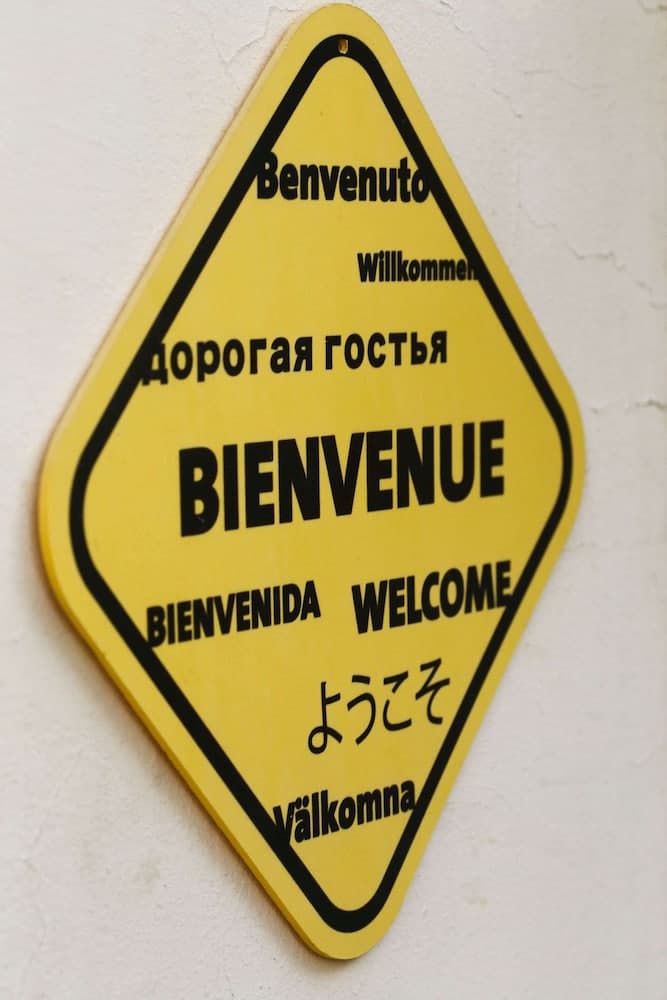 Benvenuto
Willkommen
дорогая гостья
BIENVENUE
BIENVENIDA WELCOME
ようこそ
Välkomna